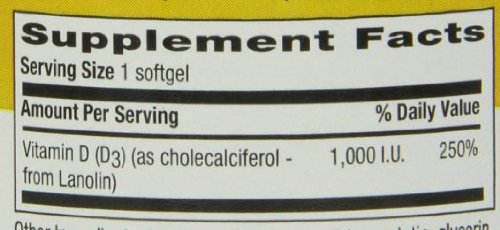 Supplement Facts
Serving Size 1 softgel
Amount Per Serving % Daily Value
Vitamin D (D3) (as cholecalciferol - 1,000 I.U. 250%
from Lanolin)
glycerin